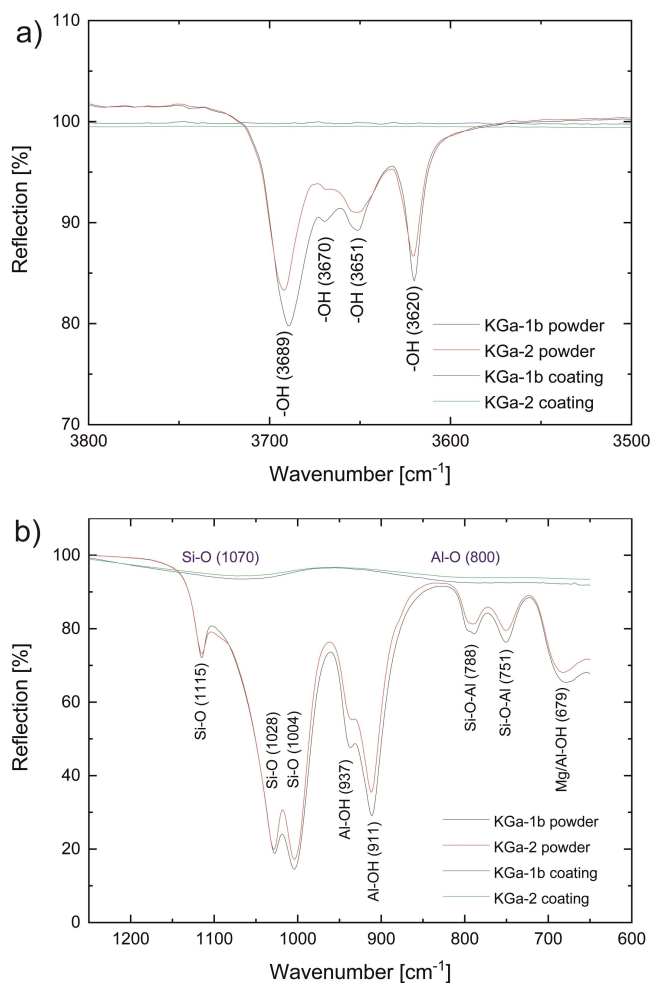 a)
110
100
90
80
70
Reflection [%]
-OH (3689)
-OH (3670)
-OH (3651)
-OH (3620)
KGa-1b powder
KGa-2 powder
KGa-1b coating
KGa-2 coating
3800
3700
3600
3500
Wavenumber [cm⁻¹]
b)
100
80
60
40
20
0
Reflection [%]
Si-O (1070)
Al-O (800)
Si-O (1115)
Si-O (1028)
Si-O (1004)
Al-OH (937)
Al-OH (911)
Si-O-Al (788)
Si-O-Al (751)
Mg/Al-OH (679)
KGa-1b powder
KGa-2 powder
KGa-1b coating
KGa-2 coating
1200
1100
1000
900
800
700
600
Wavenumber [cm⁻¹]